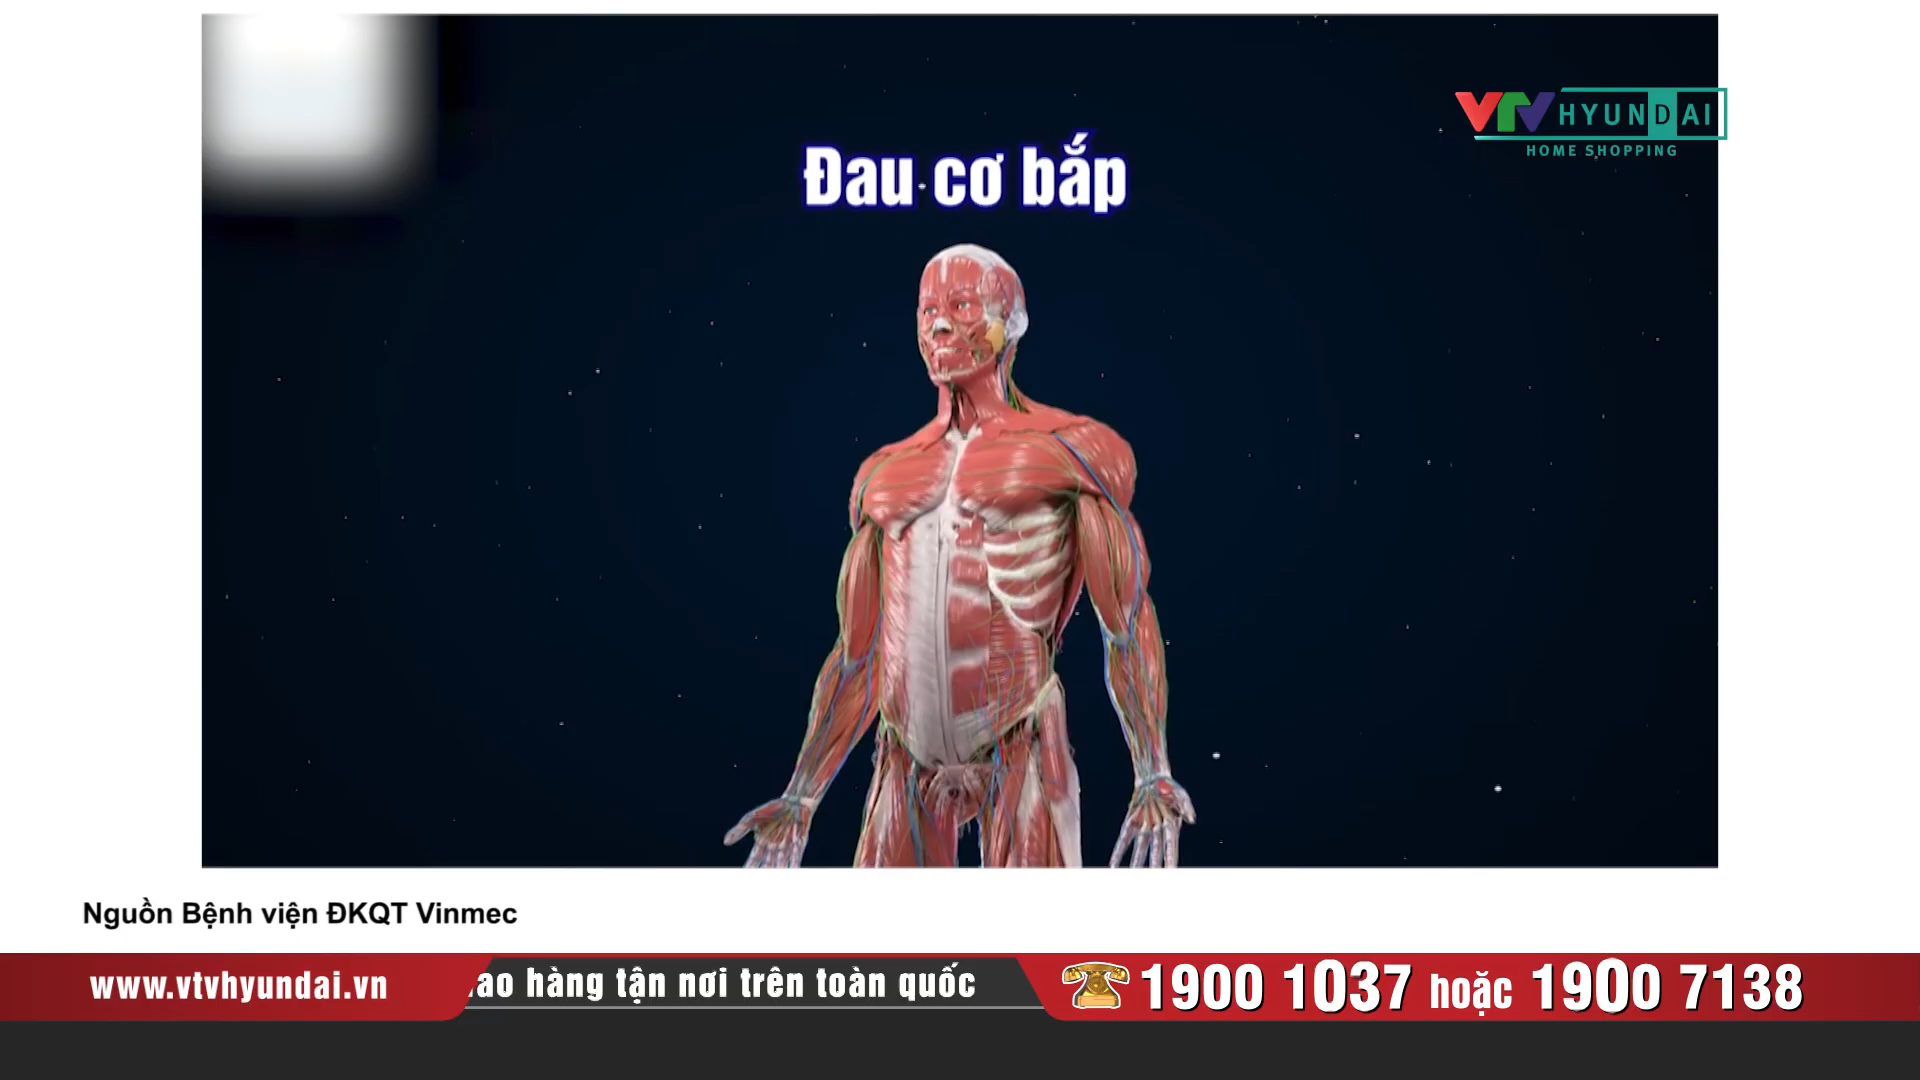 VTV HYUNDAI
HOME SHOPPING
Đau cơ bắp
Nguồn Bệnh viện ĐKQT Vinmec
www.vtvhyundai.vn
hàng tận nơi trên toàn quốc
1900 1037 hoặc 1900 7138